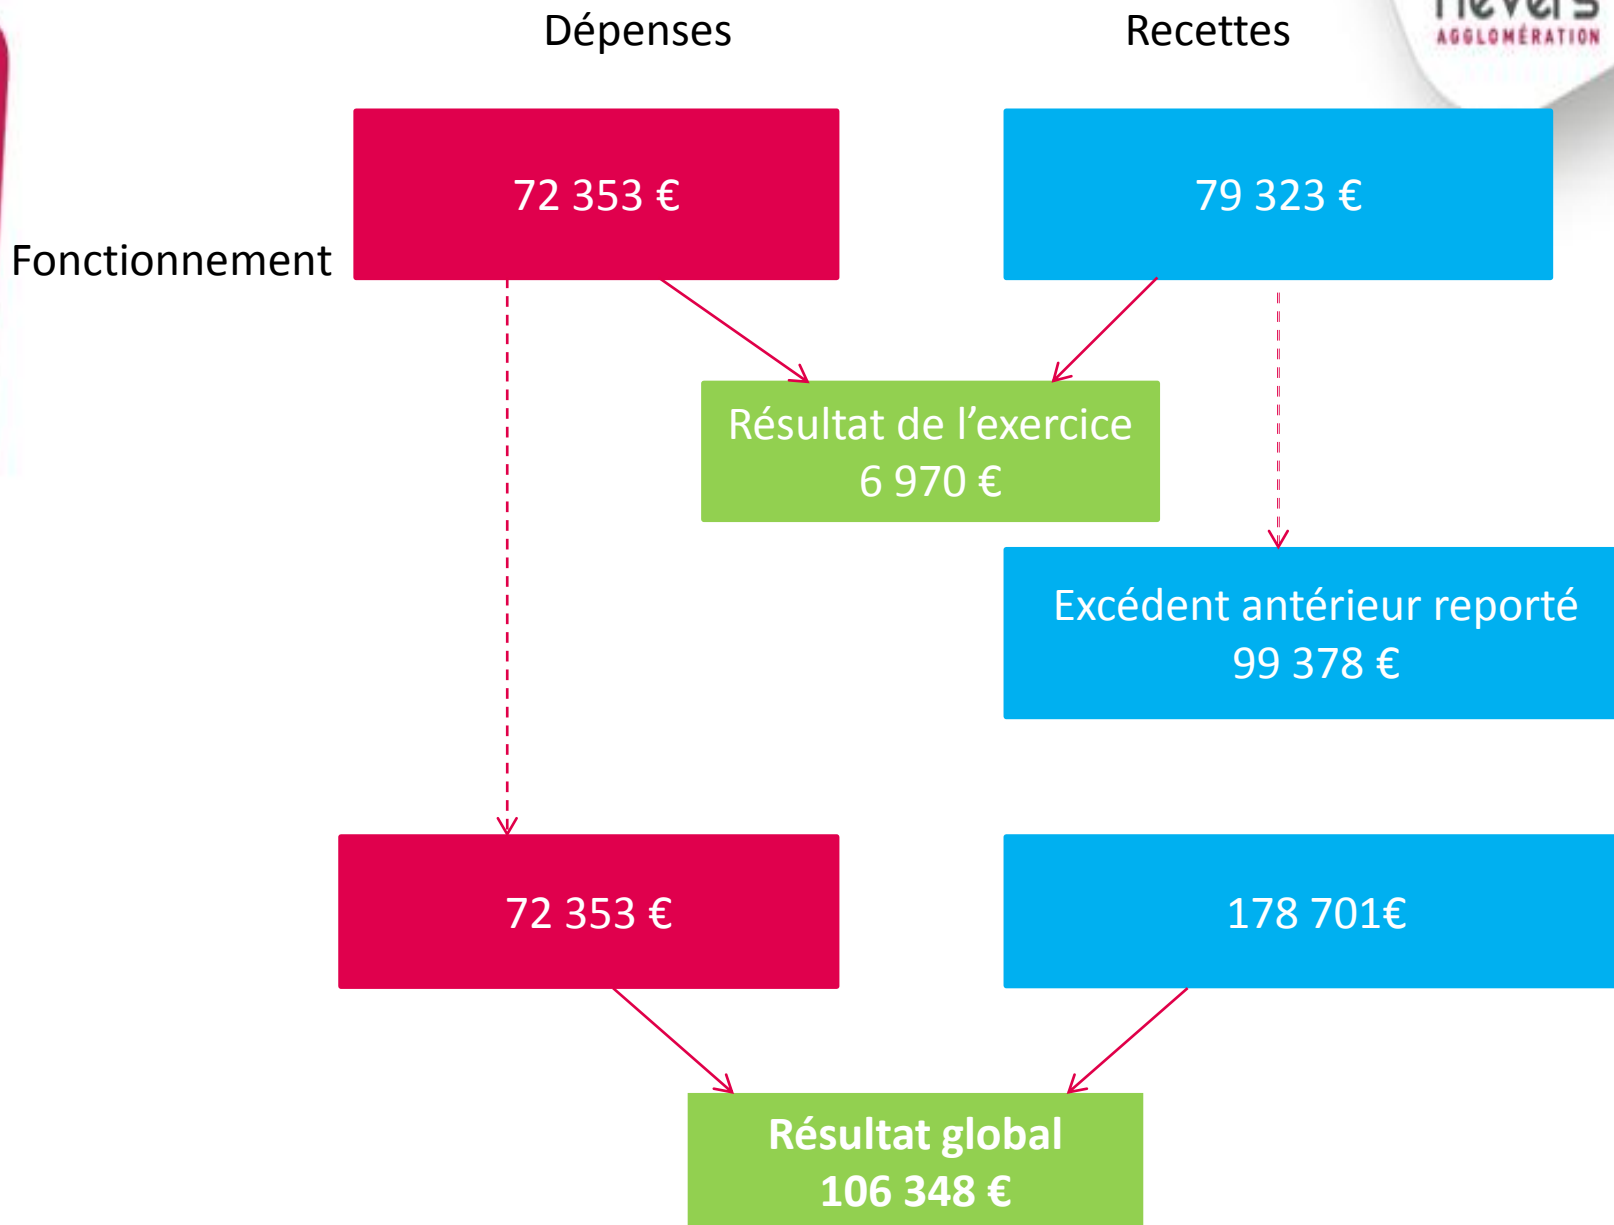 Dépenses
Recettes
nevers
AGGLOMÉRATION
72 353 €
79 323 €
Fonctionnement
Résultat de l’exercice
6 970 €
Excédent antérieur reporté
99 378 €
72 353 €
178 701€
Résultat global
106 348 €